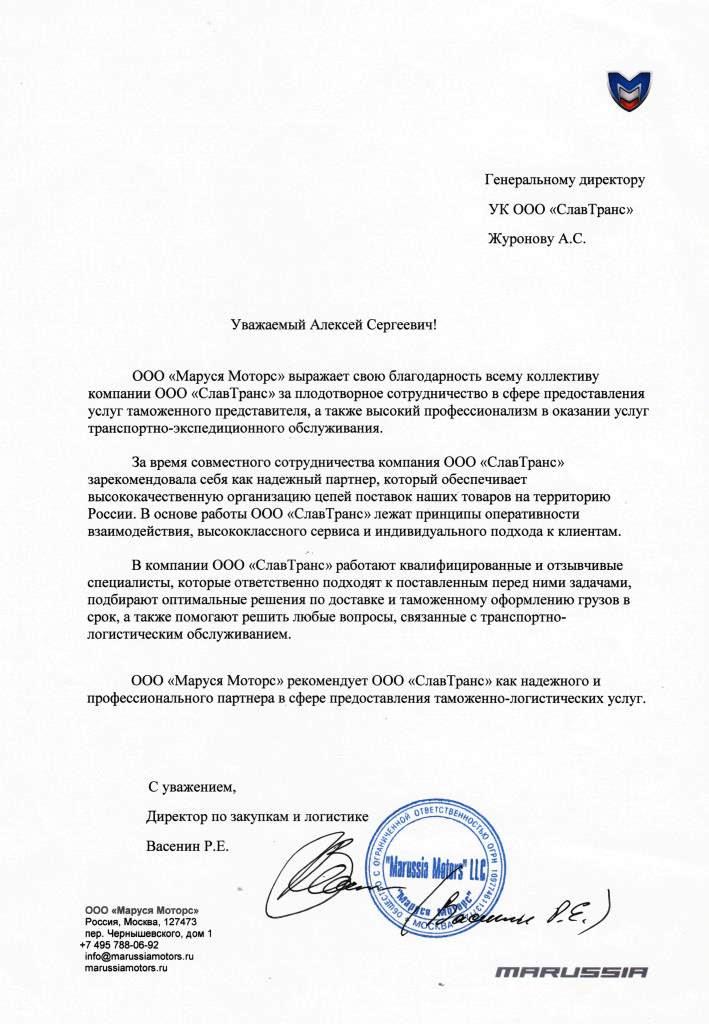 Генеральному директору
УК ООО «СлавТранс»
Журонову А.С.
Уважаемый Алексей Сергеевич!
ООО «Маруся Моторс» выражает свою благодарность всему коллективу
компании ООО «СлавТранс» за плодотворное сотрудничество в сфере предоставления
услуг таможенного представителя, а также высокий профессионализм в оказании услуг
транспортно-экспедиционного обслуживания.
За время совместного сотрудничества компания ООО «СлавТранс»
зарекомендовала себя как надежный партнер, который обеспечивает
высококачественную организацию цепей поставок наших товаров на территорию
России. В основе работы ООО «СлавТранс» лежат принципы оперативности
взаимодействия, высококлассного сервиса и индивидуального подхода к клиентам.
В компании ООО «СлавТранс» работают квалифицированные и отзывчивые
специалисты, которые ответственно подходят к поставленным перед ними задачами,
подбирают оптимальные решения по доставке и таможенному оформлению грузов в
срок, а также помогают решить любые вопросы, связанные с транспортно-
логистическим обслуживанием.
ООО «Маруся Моторс» рекомендует ООО «СлавТранс» как надежного и
профессионального партнера в сфере предоставления таможенно-логистических услуг.
С уважением,
Директор по закупкам и логистике
Васенин Р.Е.
ОБЩЕСТВО С ОГРАНИЧЕННОЙ ОТВЕТСТВЕННОСТЬЮ ОГРН
"Marussia Motors" LLC
"Маруся Моторс"
МОСКВА
(Васенин Р.Е.)
ООО «Маруся Моторс»
Россия, Москва, 127473
пер. Чернышевского, дом 1
+7 495 788-06-92
info@marussiamotors.ru
marussiamotors.ru
MARUSSIA